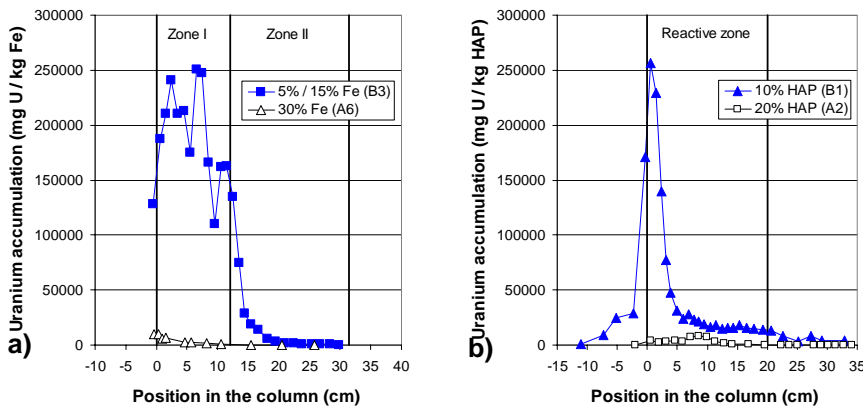 Uranium accumulation (mg U / kg Fe)
300000
250000
200000
150000
100000
50000
0
Zone I
Zone II
5% / 15% Fe (B3)
30% Fe (A6)
-5 0 5 10 15 20 25 30 35 40
Position in the column (cm)
a)
Uranium accumulation (mg U / kg HAP)
300000
250000
200000
150000
100000
50000
0
Reactive zone
10% HAP (B1)
20% HAP (A2)
-15 -10 -5 0 5 10 15 20 25 30 35
Position in the column (cm)
b)